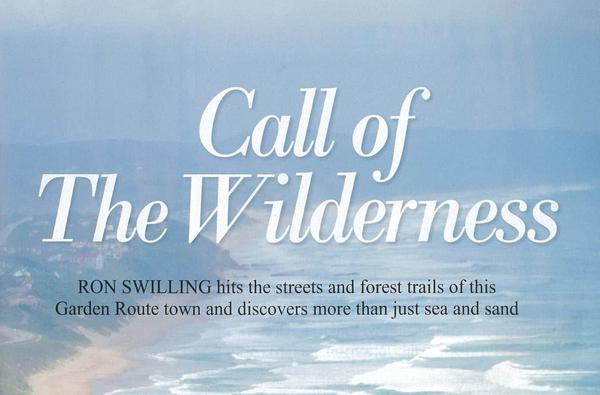 Call of
The Wilderness
RON SWILLING hits the streets and forest trails of this
Garden Route town and discovers more than just sea and sand